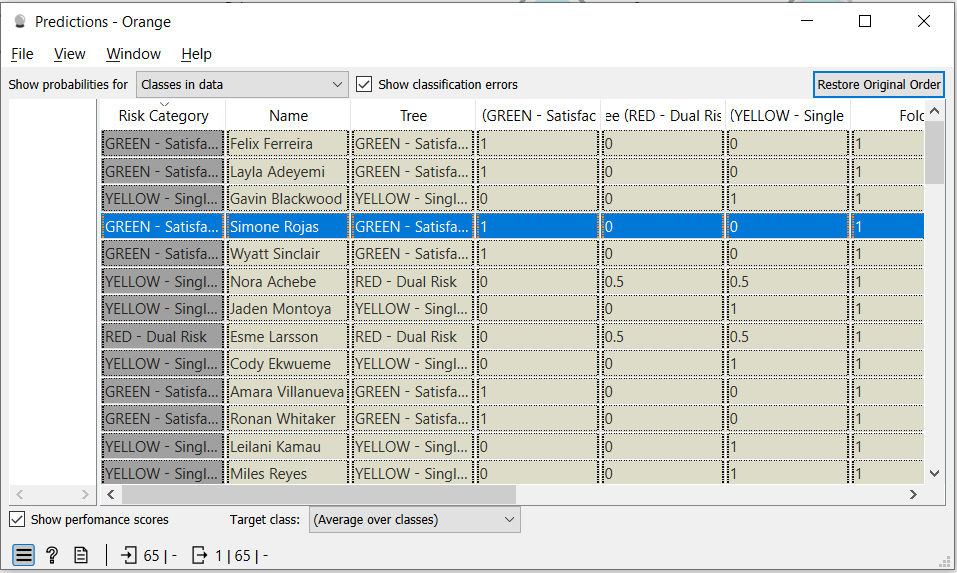 Predictions - Orange
File View Window Help
Show probabilities for Classes in data Show classification errors Restore Original Order
Risk Category Name Tree (GREEN - Satisfac ee (RED - Dual Ris (YELLOW - Single Fold
GREEN - Satisfa... Felix Ferreira GREEN - Satisfa... 1 0 0 1
GREEN - Satisfa... Layla Adeyemi GREEN - Satisfa... 1 0 0 1
YELLOW - Singl... Gavin Blackwood YELLOW - Singl... 0 0 1 1
GREEN - Satisfa... Simone Rojas GREEN - Satisfa... 1 0 0 1
GREEN - Satisfa... Wyatt Sinclair GREEN - Satisfa... 1 0 0 1
YELLOW - Singl... Nora Achebe RED - Dual Risk 0 0.5 0.5 1
YELLOW - Singl... Jaden Montoya YELLOW - Singl... 0 0 1 1
RED - Dual Risk Esme Larsson RED - Dual Risk 0 0.5 0.5 1
YELLOW - Singl... Cody Ekwueme YELLOW - Singl... 0 0 1 1
GREEN - Satisfa... Amara Villanueva GREEN - Satisfa... 1 0 0 1
GREEN - Satisfa... Ronan Whitaker GREEN - Satisfa... 1 0 0 1
YELLOW - Singl... Leilani Kamau YELLOW - Singl... 0 0 1 1
YELLOW - Singl... Miles Reyes YELLOW - Singl... 0 0 1 1
Show perfomance scores Target class: (Average over classes)
? 65 | - 1 | 65 | -